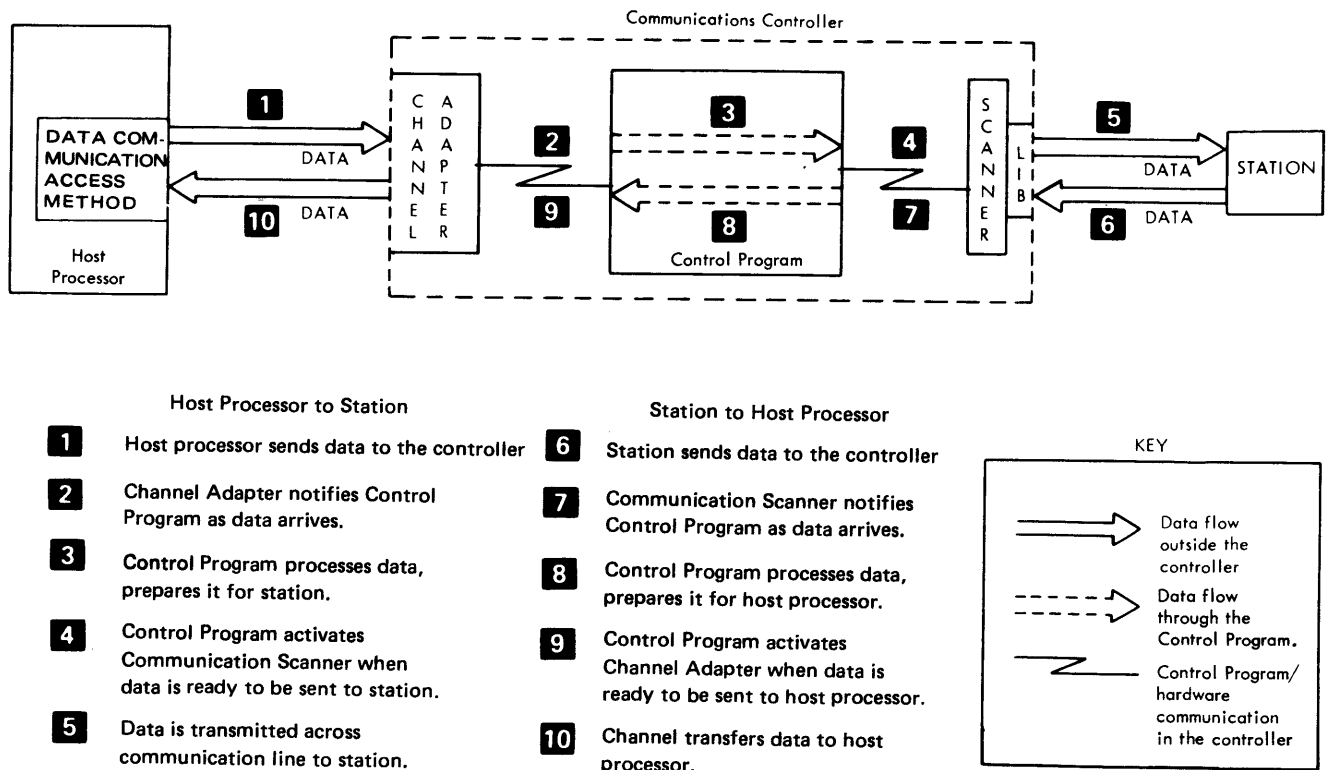 Communications Controller
1
DATA
DATA COM-
MUNICATION
ACCESS
METHOD
10
DATA
Host
Processor
CHANNEL
ADAPTER
2
9
3
8
Control Program
4
7
SCANNER
LIB
5
DATA
6
DATA
STATION
Host Processor to Station
1 Host processor sends data to the controller
2 Channel Adapter notifies Control
Program as data arrives.
3 Control Program processes data,
prepares it for station.
4 Control Program activates
Communication Scanner when
data is ready to be sent to station.
5 Data is transmitted across
communication line to station.
Station to Host Processor
6 Station sends data to the controller
7 Communication Scanner notifies
Control Program as data arrives.
8 Control Program processes data,
prepares it for host processor.
9 Control Program activates
Channel Adapter when data is
ready to be sent to host processor.
10 Channel transfers data to host
processor.
KEY
Data flow
outside the
controller
Data flow
through the
Control Program.
Control Program/
hardware
communication
in the controller